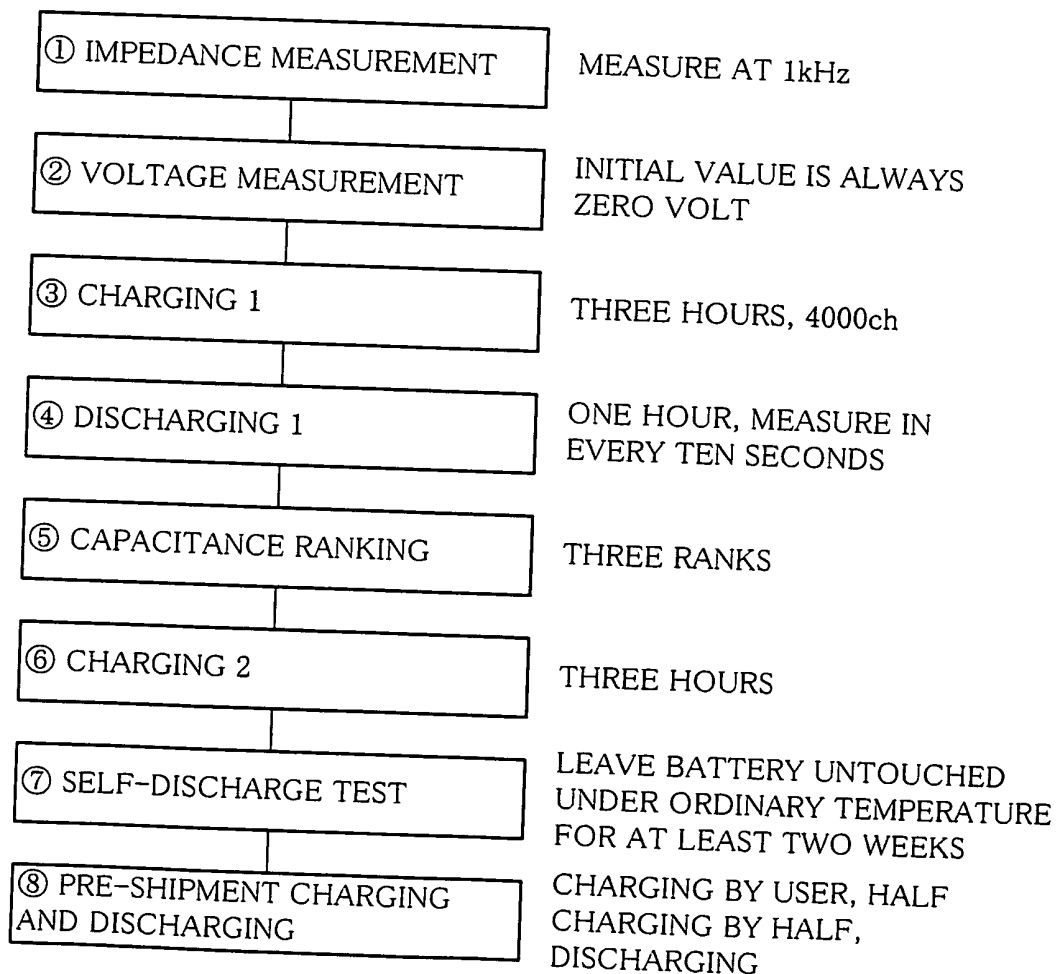 ① IMPEDANCE MEASUREMENT
MEASURE AT 1kHz
② VOLTAGE MEASUREMENT
INITIAL VALUE IS ALWAYS
ZERO VOLT
③ CHARGING 1
THREE HOURS, 4000ch
④ DISCHARGING 1
ONE HOUR, MEASURE IN
EVERY TEN SECONDS
⑤ CAPACITANCE RANKING
THREE RANKS
⑥ CHARGING 2
THREE HOURS
⑦ SELF-DISCHARGE TEST
LEAVE BATTERY UNTOUCHED
UNDER ORDINARY TEMPERATURE
FOR AT LEAST TWO WEEKS
⑧ PRE-SHIPMENT CHARGING
AND DISCHARGING
CHARGING BY USER, HALF
CHARGING BY HALF,
DISCHARGING